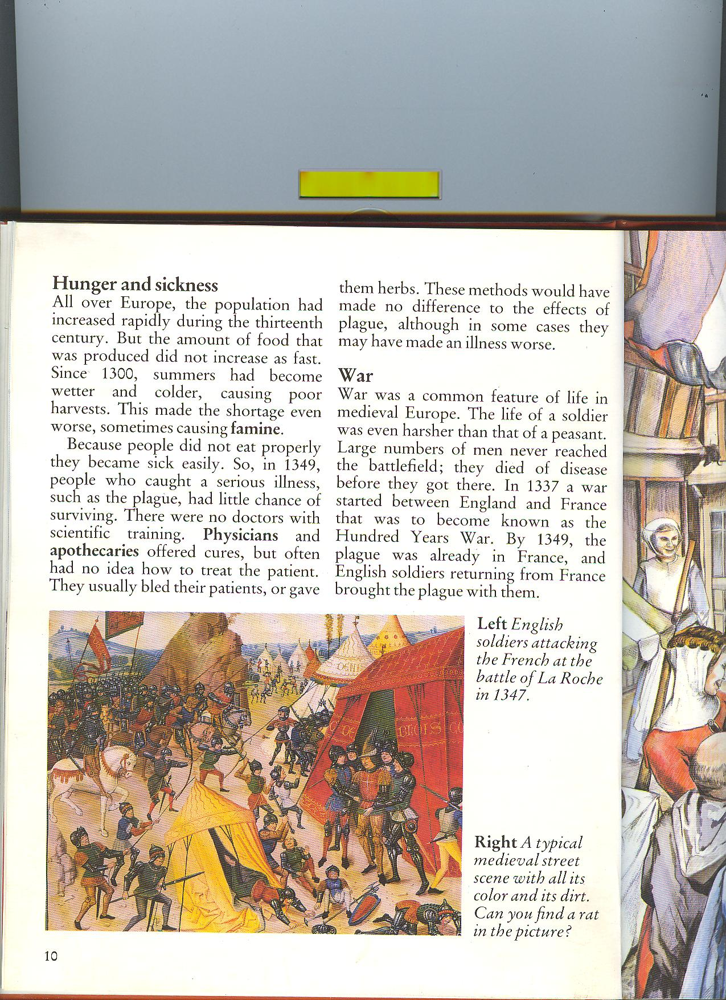 Hunger and sickness
All over Europe, the population had
increased rapidly during the thirteenth
century. But the amount of food that
was produced did not increase as fast.
Since 1300, summers had become
wetter and colder, causing poor
harvests. This made the shortage even
worse, sometimes causing famine.
Because people did not eat properly
they became sick easily. So, in 1349,
people who caught a serious illness,
such as the plague, had little chance of
surviving. There were no doctors with
scientific training. Physicians and
apothecaries offered cures, but often
had no idea how to treat the patient.
They usually bled their patients, or gave
them herbs. These methods would have
made no difference to the effects of
plague, although in some cases they
may have made an illness worse.
War
War was a common feature of life in
medieval Europe. The life of a soldier
was even harsher than that of a peasant.
Large numbers of men never reached
the battlefield; they died of disease
before they got there. In 1337 a war
started between England and France
that was to become known as the
Hundred Years War. By 1349, the
plague was already in France, and
English soldiers returning from France
brought the plague with them.
Left English
soldiers attacking
the French at the
battle of La Roche
in 1347.
Right A typical
medieval street
scene with all its
color and its dirt.
Can you find a rat
in the picture?
10